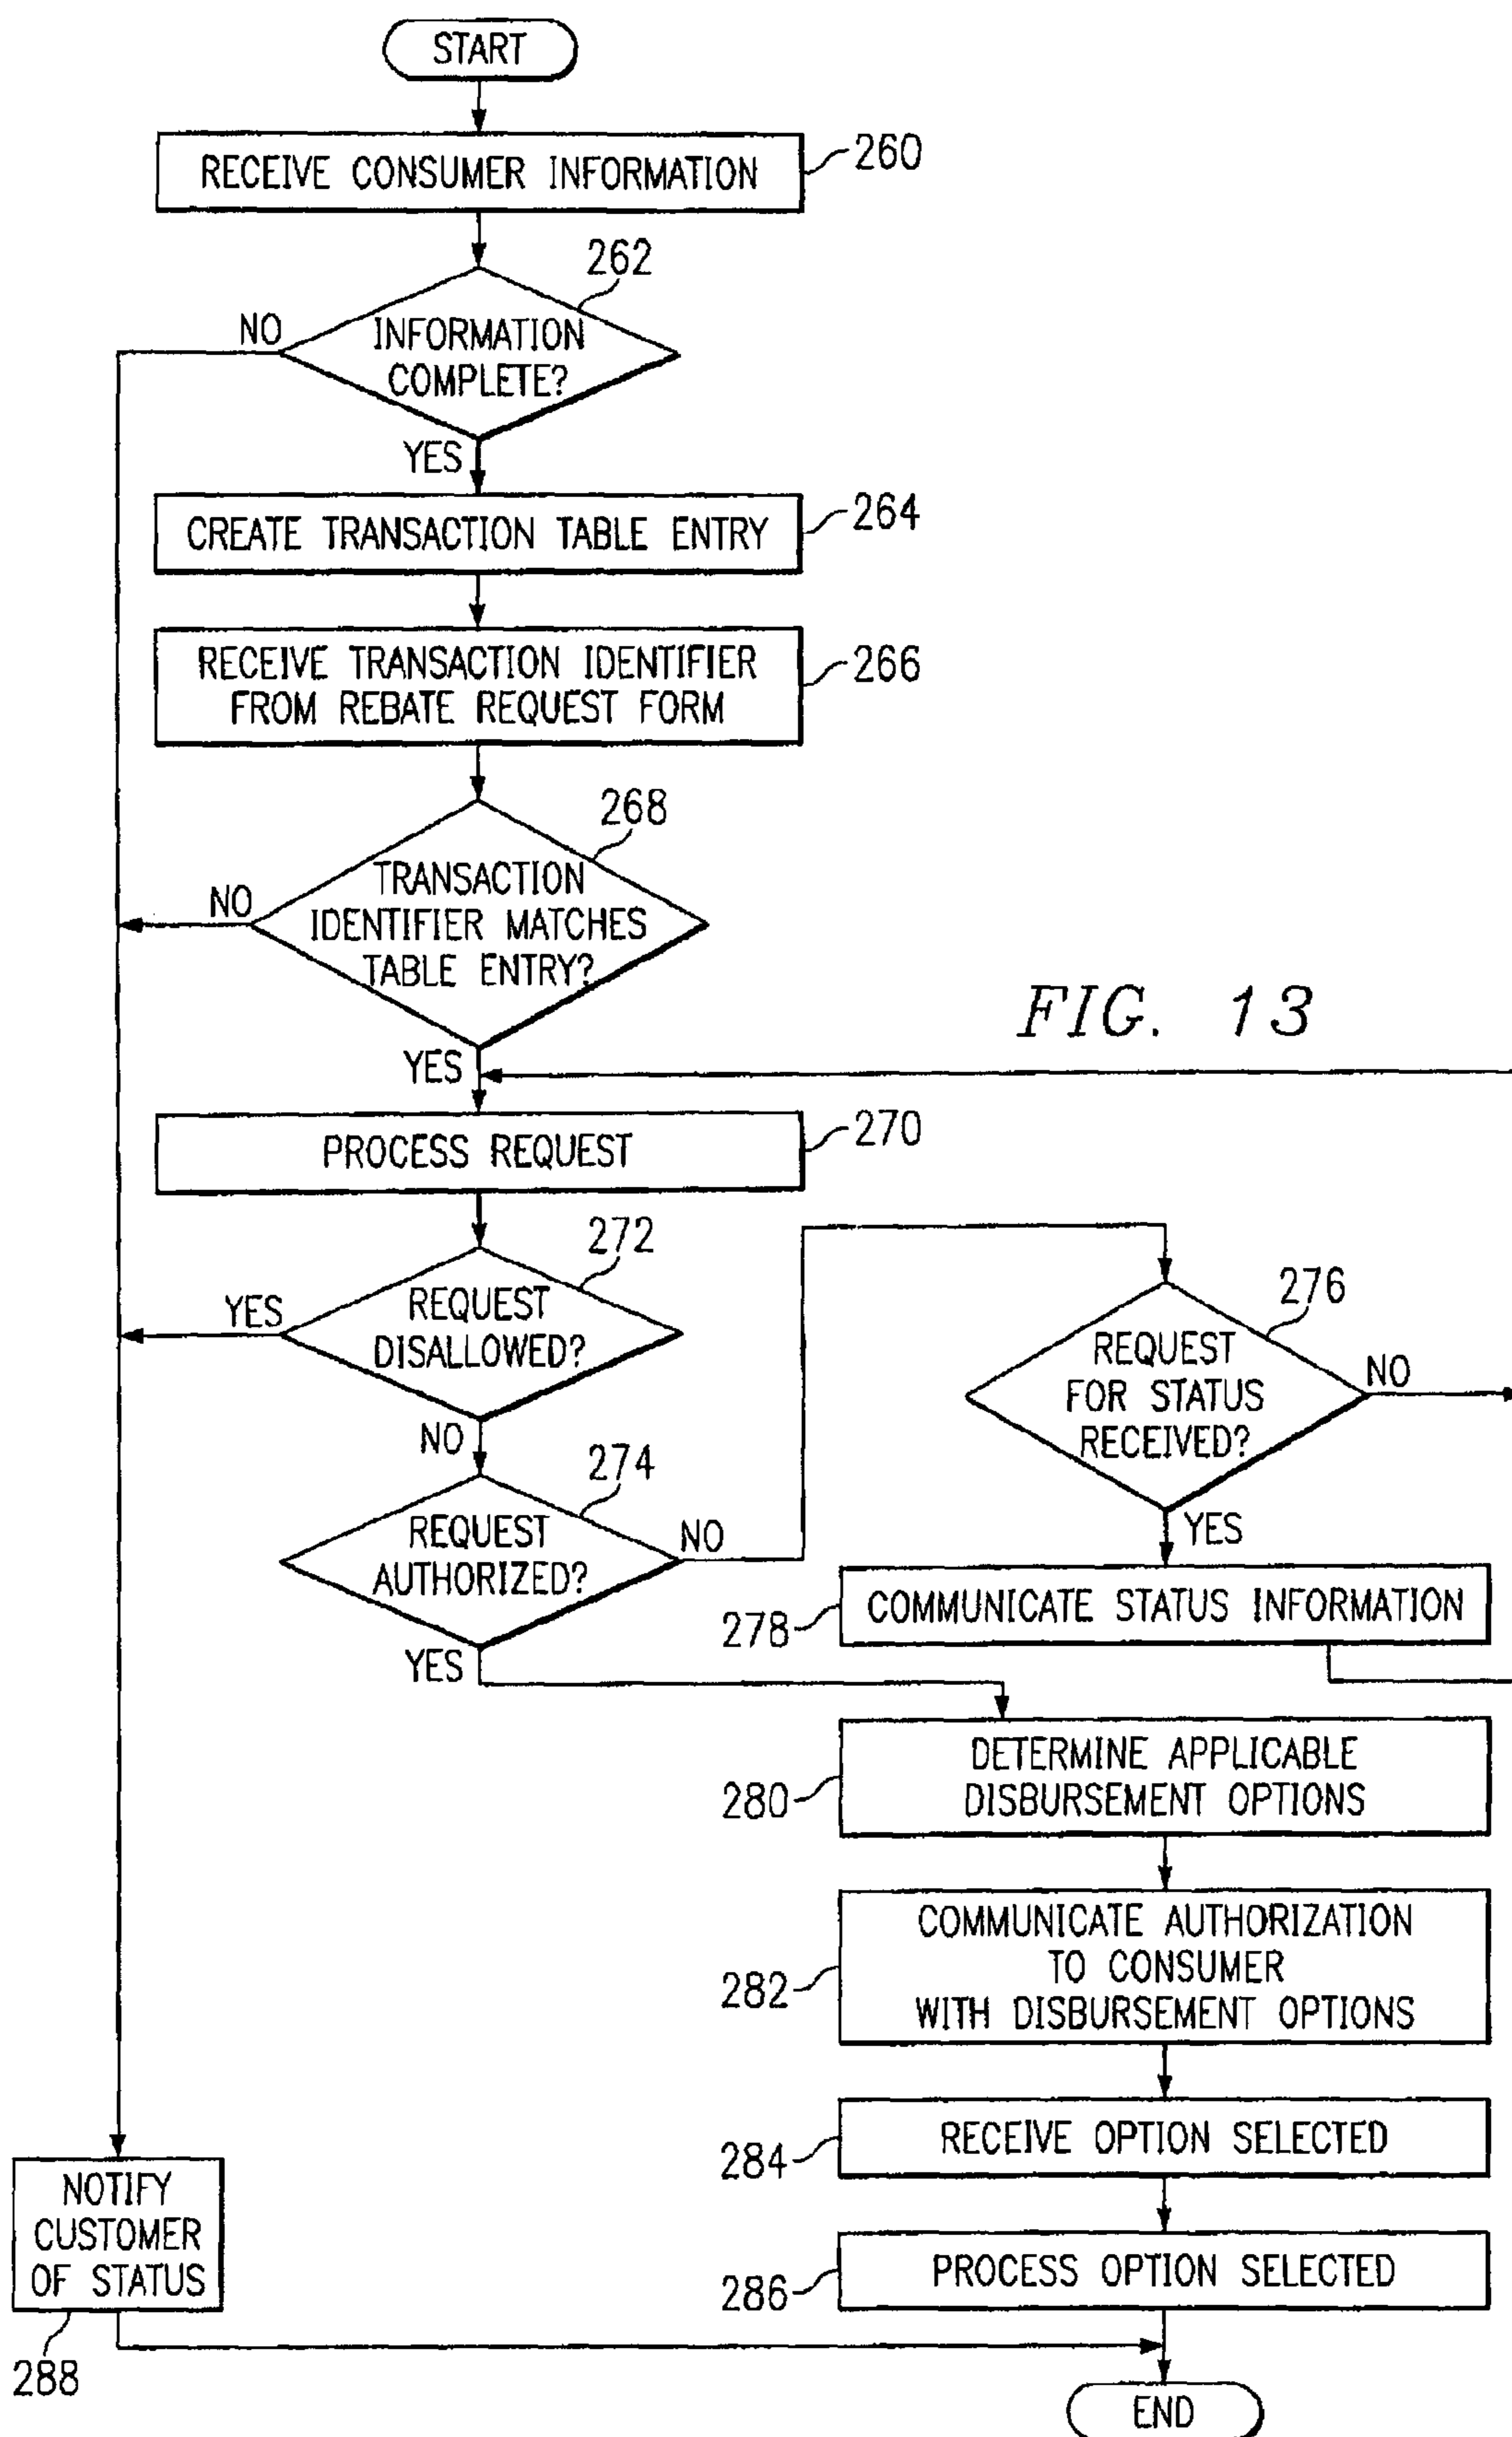 START
RECEIVE CONSUMER INFORMATION
260
262
INFORMATION
COMPLETE?
NO
YES
CREATE TRANSACTION TABLE ENTRY
264
RECEIVE TRANSACTION IDENTIFIER
FROM REBATE REQUEST FORM
266
268
TRANSACTION
IDENTIFIER MATCHES
TABLE ENTRY?
NO
YES
FIG. 13
PROCESS REQUEST
270
272
REQUEST
DISALLOWED?
YES
NO
274
REQUEST
AUTHORIZED?
NO
YES
276
REQUEST
FOR STATUS
RECEIVED?
NO
YES
COMMUNICATE STATUS INFORMATION
278
DETERMINE APPLICABLE
DISBURSEMENT OPTIONS
280
COMMUNICATE AUTHORIZATION
TO CONSUMER
WITH DISBURSEMENT OPTIONS
282
RECEIVE OPTION SELECTED
284
PROCESS OPTION SELECTED
286
NOTIFY
CUSTOMER
OF STATUS
288
END